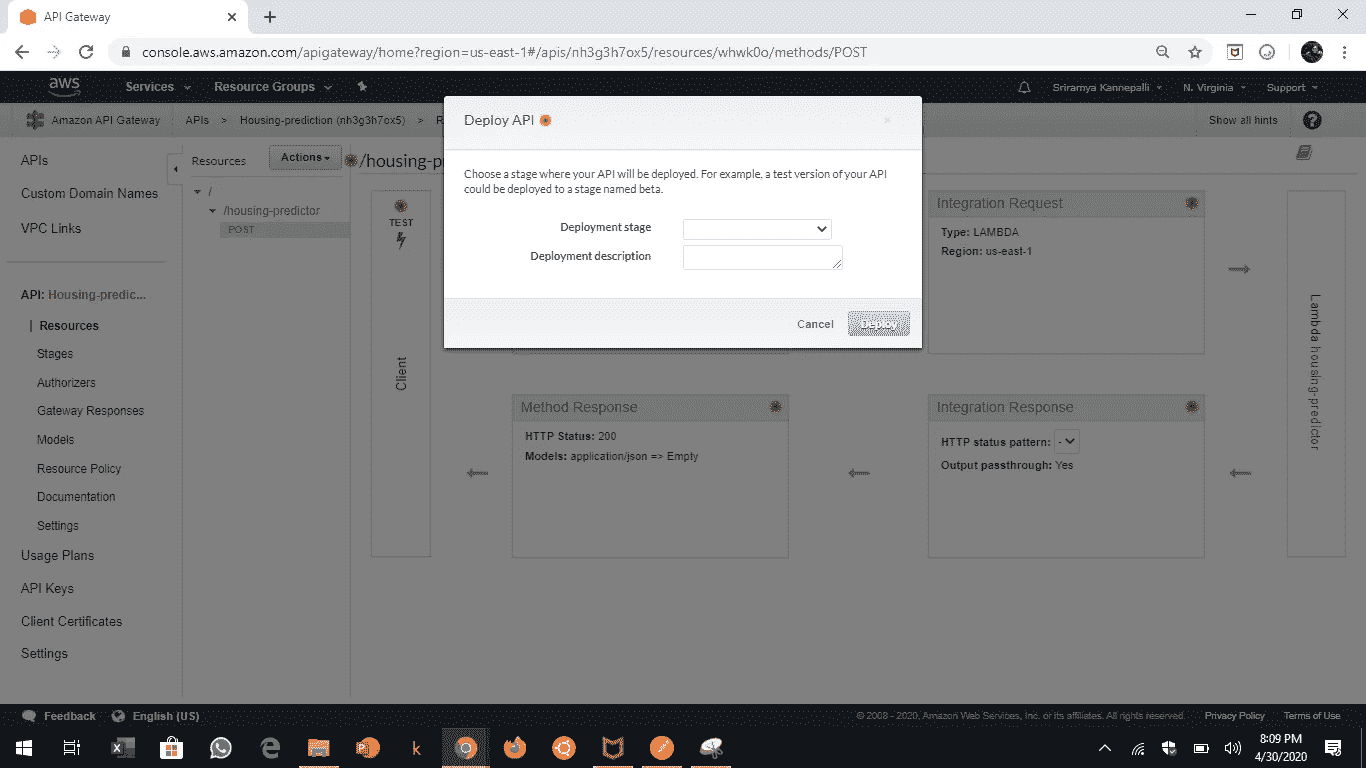 API Gateway
console.aws.amazon.com/apigateway/home?region=us-east-1#/apis/nh3g3h7ox5/resources/whwk0o/methods/POST
aws
Services
Resource Groups
Sriramya Kannepalli
N. Virginia
Support
Amazon API Gateway
APIs > Housing-prediction (nh3g3h7ox5) > R
Show all hints
APIs
Custom Domain Names
VPC Links
API: Housing-predic...
Resources
Stages
Authorizers
Gateway Responses
Models
Resource Policy
Documentation
Settings
Usage Plans
API Keys
Client Certificates
Settings
Resources
Actions
/
/housing-predictor
POST
/housing-p
TEST
Client
Deploy API
Choose a stage where your API will be deployed. For example, a test version of your API
could be deployed to a stage named beta.
Deployment stage
Deployment description
Cancel
Deploy
Integration Request
Type: LAMBDA
Region: us-east-1
Lambda housing-predictor
Method Response
HTTP Status: 200
Models: application/json => Empty
Integration Response
HTTP status pattern: -
Output passthrough: Yes
Feedback
English (US)
© 2008 - 2020, Amazon Web Services, Inc. or its affiliates. All rights reserved.
Privacy Policy
Terms of Use
8:09 PM
4/30/2020